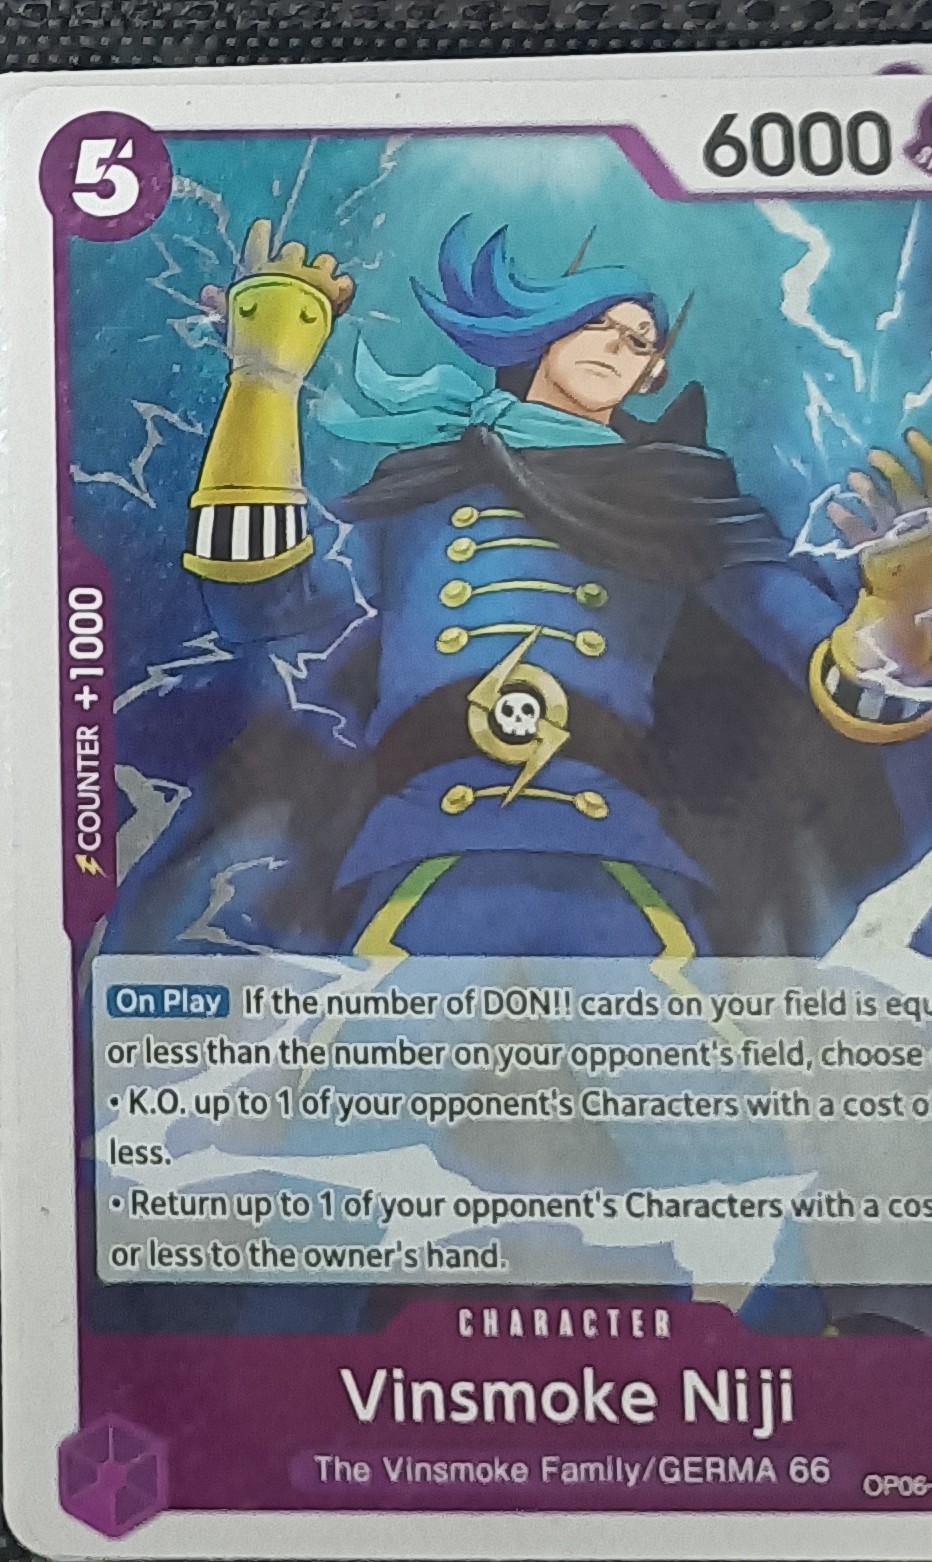 5
6000
COUNTER +1000
On Play If the number of DON!! cards on your field is equ
or less than the number on your opponent's field, choose
• K.O. up to 1 of your opponent's Characters with a cost o
less.
• Return up to 1 of your opponent's Characters with a cos
or less to the owner's hand.
CHARACTER
Vinsmoke Niji
The Vinsmoke Family/GERMA 66
OP06-